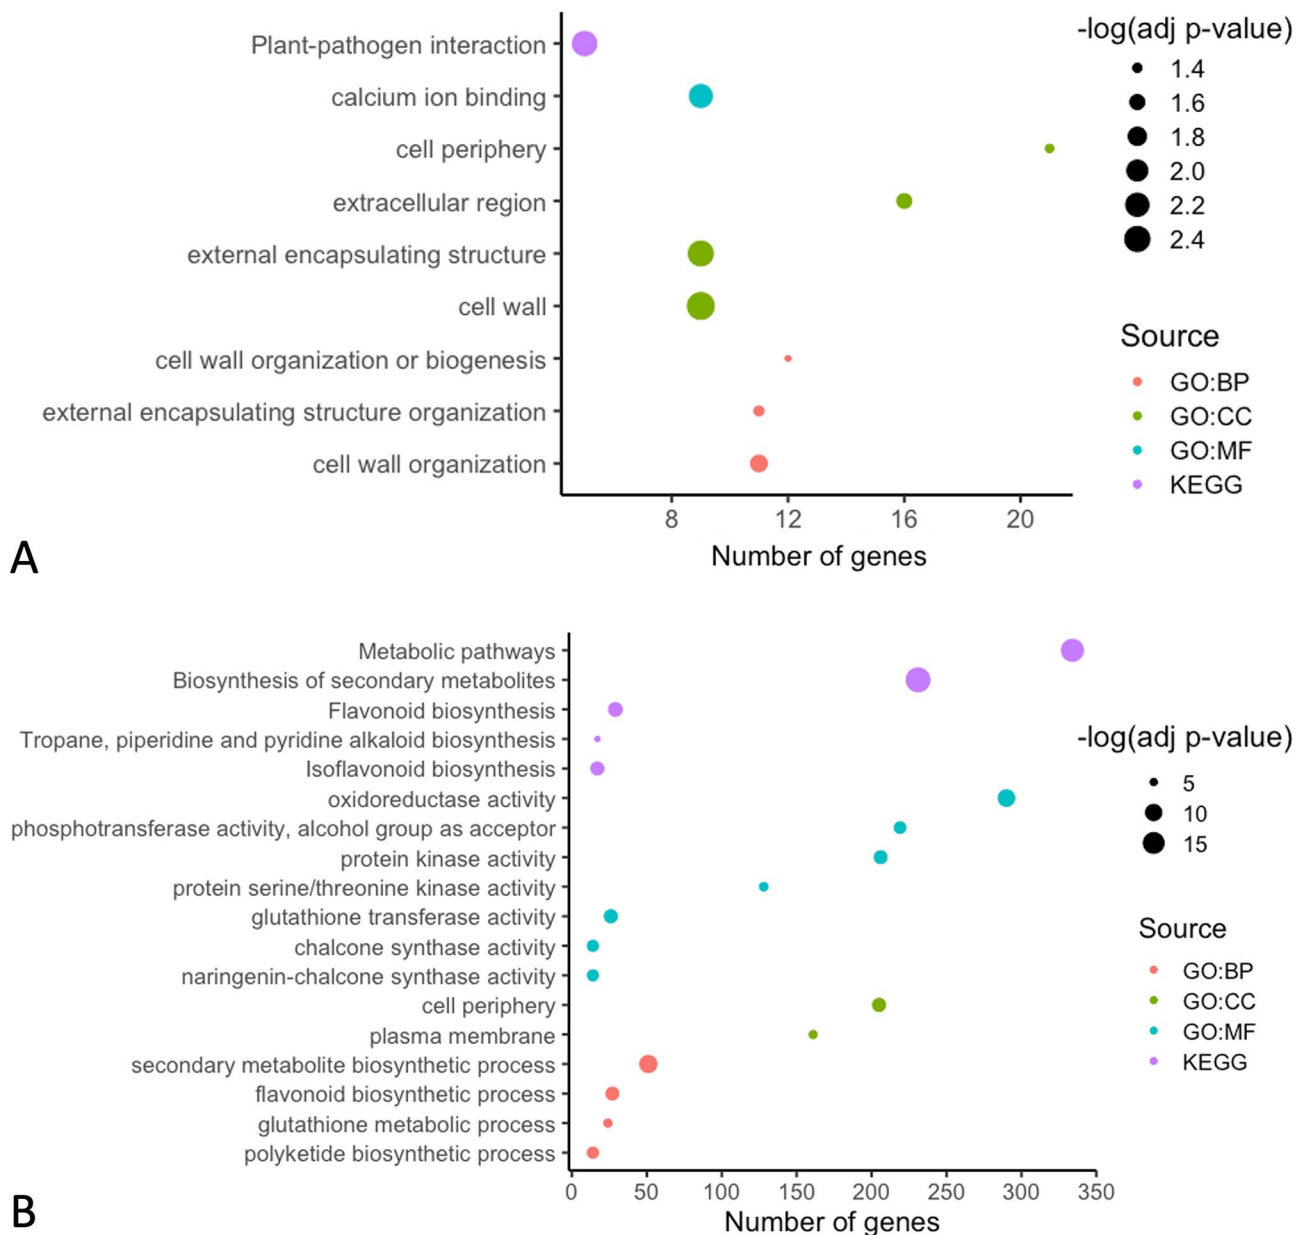 Plant-pathogen interaction
calcium ion binding
cell periphery
extracellular region
external encapsulating structure
cell wall
cell wall organization or biogenesis
external encapsulating structure organization
cell wall organization
8 12 16 20
Number of genes
-log(adj p-value)
1.4
1.6
1.8
2.0
2.2
2.4
Source
GO:BP
GO:CC
GO:MF
KEGG
A
Metabolic pathways
Biosynthesis of secondary metabolites
Flavonoid biosynthesis
Tropane, piperidine and pyridine alkaloid biosynthesis
Isoflavonoid biosynthesis
oxidoreductase activity
phosphotransferase activity, alcohol group as acceptor
protein kinase activity
protein serine/threonine kinase activity
glutathione transferase activity
chalcone synthase activity
naringenin-chalcone synthase activity
cell periphery
plasma membrane
secondary metabolite biosynthetic process
flavonoid biosynthetic process
glutathione metabolic process
polyketide biosynthetic process
0 50 100 150 200 250 300 350
Number of genes
-log(adj p-value)
5
10
15
Source
GO:BP
GO:CC
GO:MF
KEGG
B